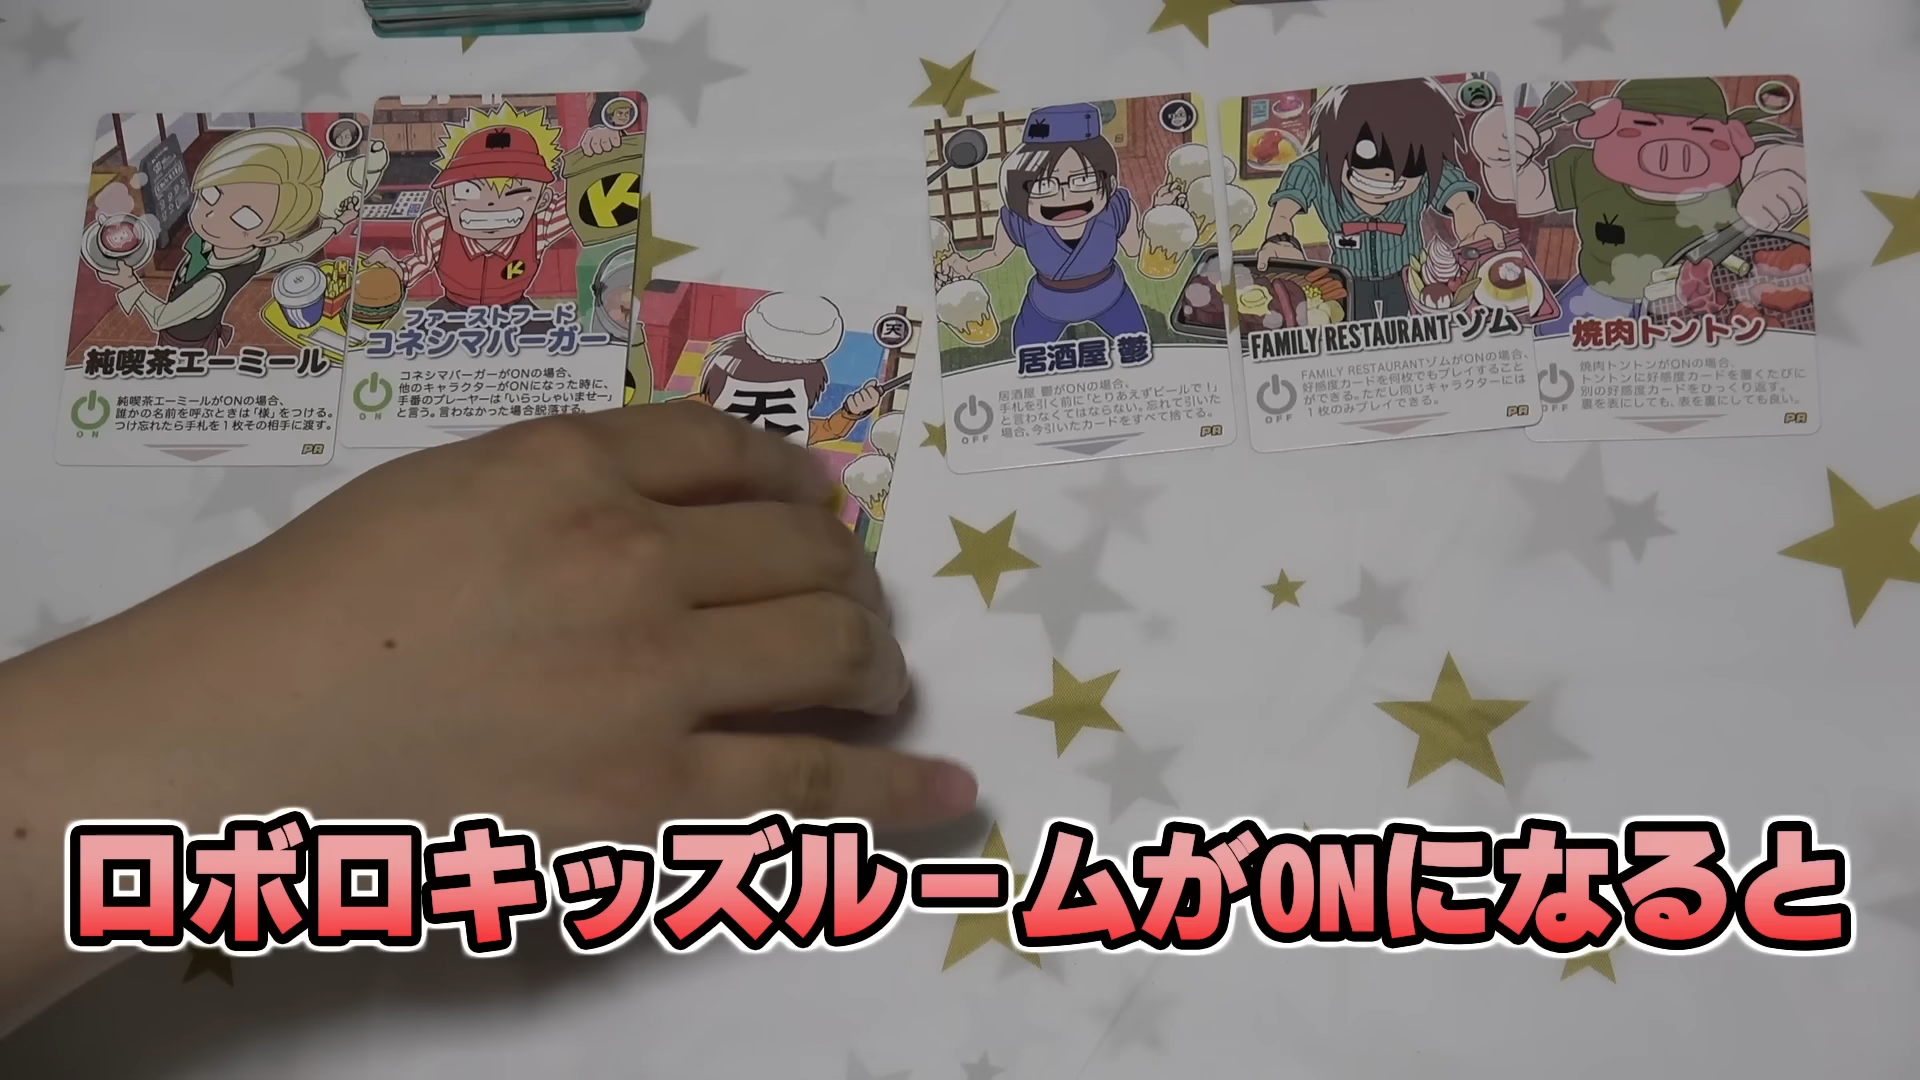 純喫茶エーミール
ON
純喫茶エーミールがONの場合、
誰かの名前を呼ぶときは「様」をつける。
つけ忘れたら手札を1枚その相手に渡す。
PR
K
ファーストフード
コネシマバーガー
ON
コネシマバーガーがONの場合、
他のキャラクターがONになった時に、
手番のプレーヤーは「いらっしゃいませー」
と言う。言わなかった場合脱落する。
天
天
居酒屋 鬱
OFF
居酒屋 鬱がONの場合、
手札を引く前に「とりあえずビールで!」
と言わなくてはならない。忘れて引いた
場合、今引いたカードをすべて捨てる。
PR
FAMILY RESTAURANT ゾム
OFF
FAMILY RESTAURANTゾムがONの場合、
好感度カードを何枚でもプレイすること
ができる。ただし同じキャラクターには
1枚のみプレイできる。
PR
焼肉トントン
OFF
焼肉トントンがONの場合、
トントンに好感度カードを置くたびに
別の好感度カードをひっくり返す。
裏を表にしても、表を裏にしても良い。
PR
ロボロキッズルームがONになると